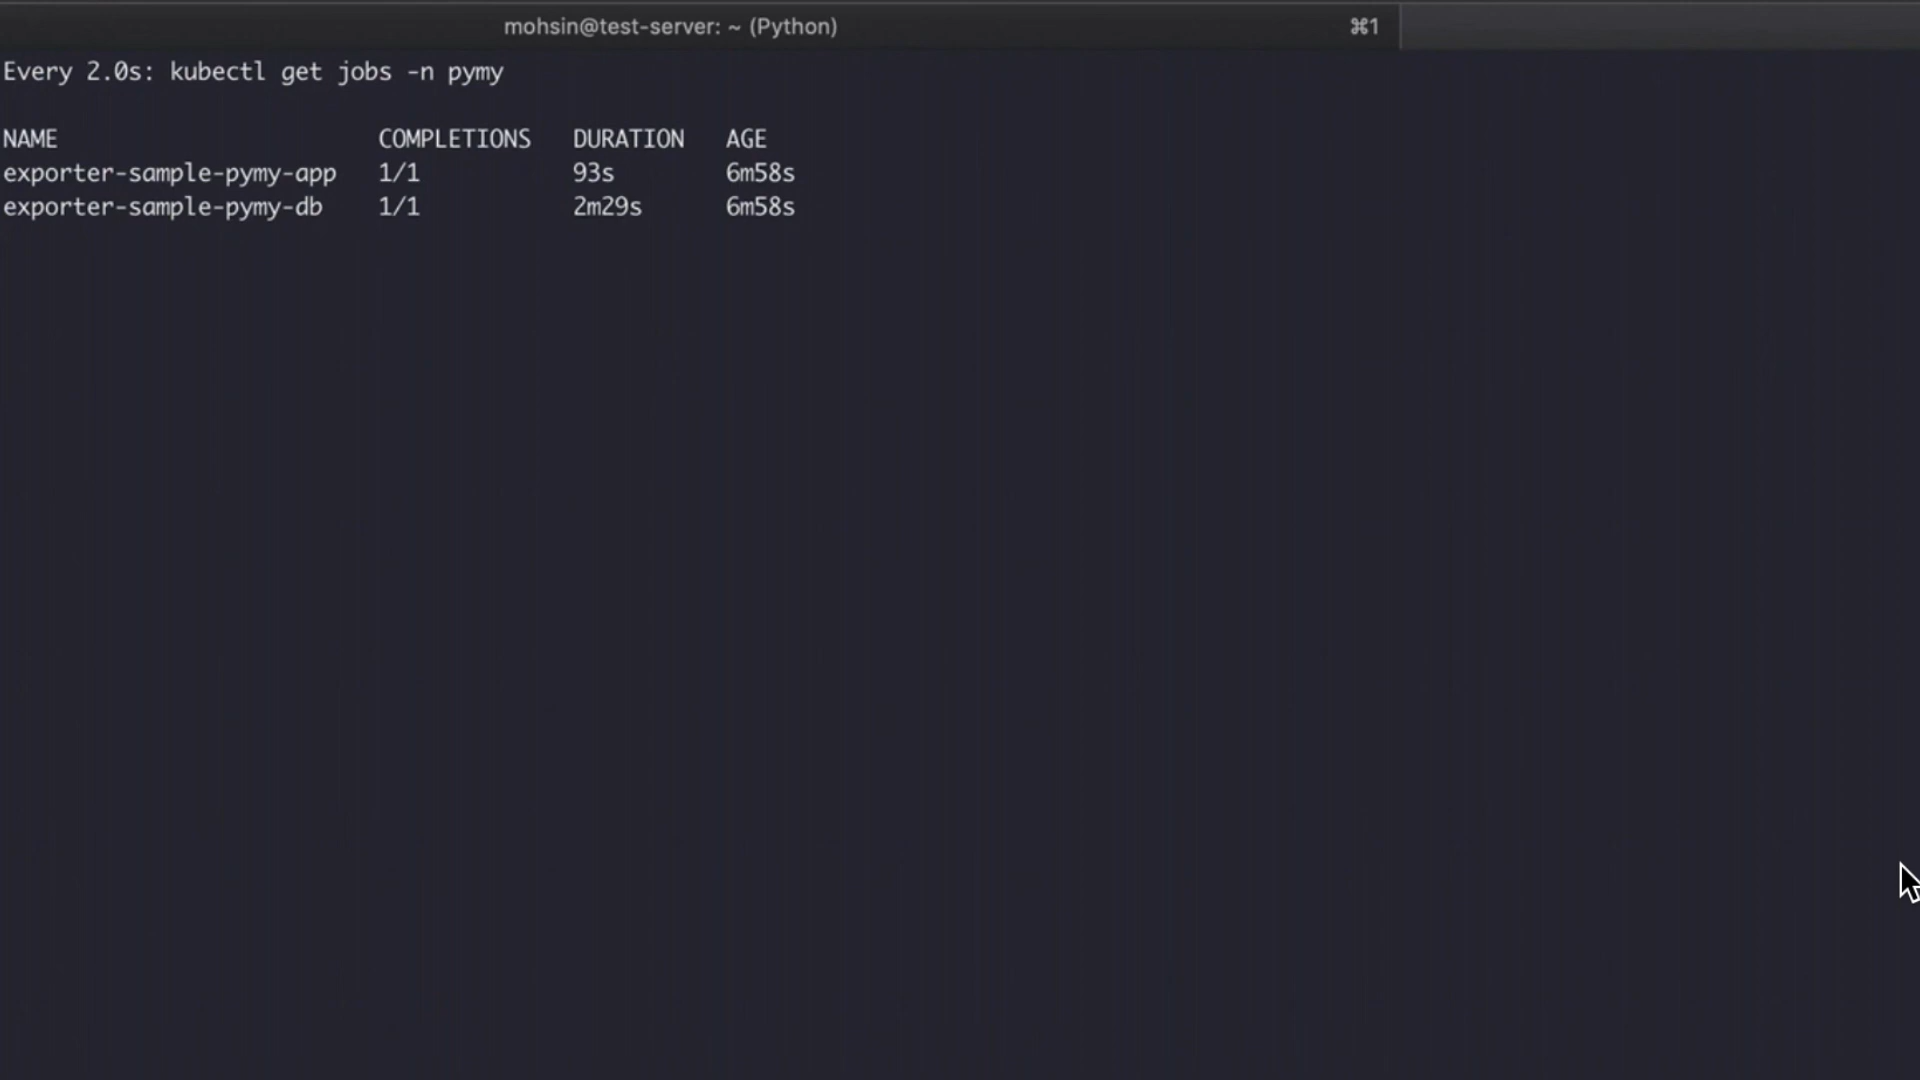 mohsin@test-server: ~ (Python) ⌘1
Every 2.0s: kubectl get jobs -n pymy
NAME COMPLETIONS DURATION AGE
exporter-sample-pymy-app 1/1 93s 6m58s
exporter-sample-pymy-db 1/1 2m29s 6m58s